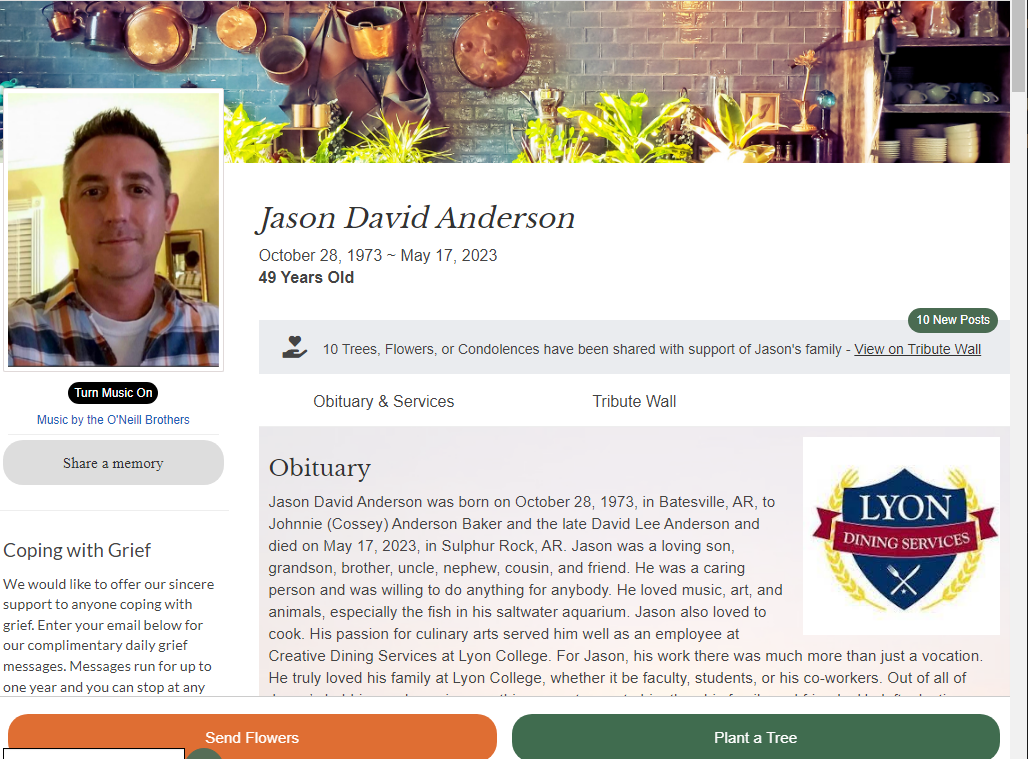 Jason David Anderson
October 28, 1973 ~ May 17, 2023
49 Years Old
10 New Posts
10 Trees, Flowers, or Condolences have been shared with support of Jason's family - View on Tribute Wall
Turn Music On
Music by the O'Neill Brothers
Share a memory
Coping with Grief
We would like to offer our sincere
support to anyone coping with
grief. Enter your email below for
our complimentary daily grief
messages. Messages run for up to
one year and you can stop at any
Obituary & Services
Tribute Wall
Obituary
Jason David Anderson was born on October 28, 1973, in Batesville, AR, to
Johnnie (Cossey) Anderson Baker and the late David Lee Anderson and
died on May 17, 2023, in Sulphur Rock, AR. Jason was a loving son,
grandson, brother, uncle, nephew, cousin, and friend. He was a caring
person and was willing to do anything for anybody. He loved music, art, and
animals, especially the fish in his saltwater aquarium. Jason also loved to
cook. His passion for culinary arts served him well as an employee at
Creative Dining Services at Lyon College. For Jason, his work there was much more than just a vocation.
He truly loved his family at Lyon College, whether it be faculty, students, or his co-workers. Out of all of
LYON
DINING SERVICES
Send Flowers
Plant a Tree